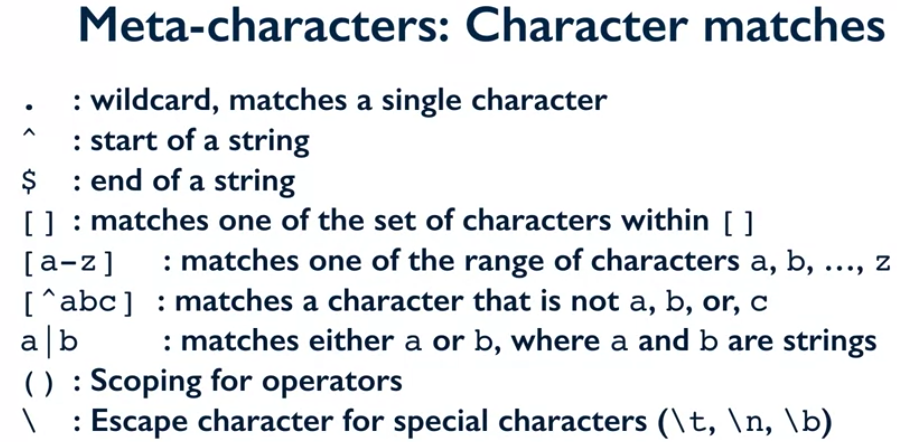 Meta-characters: Character matches
. : wildcard, matches a single character
^ : start of a string
$ : end of a string
[ ] : matches one of the set of characters within [ ]
[a-z] : matches one of the range of characters a, b, …, z
[^abc] : matches a character that is not a, b, or, c
a|b : matches either a or b, where a and b are strings
() : Scoping for operators
\ : Escape character for special characters (\t, \n, \b)